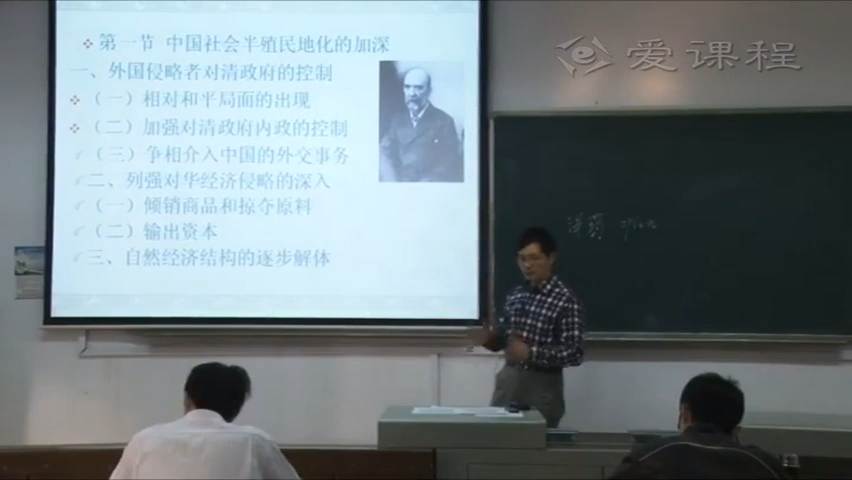 第一节 中国社会半殖民地化的加深
一、外国侵略者对清政府的控制
（一）相对和平局面的出现
（二）加强对清政府内政的控制
（三）争相介入中国的外交事务
二、列强对华经济侵略的深入
（一）倾销商品和掠夺原料
（二）输出资本
三、自然经济结构的逐步解体
爱课程